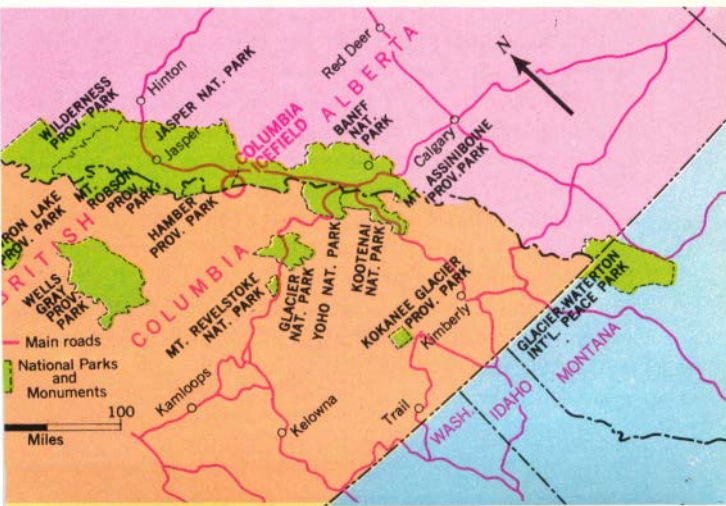 WILDERNESS
PROV. PARK
Hinton
JASPER NAT. PARK
Jasper
COLUMBIA
ICEFIELD
ALBERTA
Red Deer
N
BANFF
NAT.
PARK
Calgary
MT. ASSINIBOINE
PROV. PARK
MT.
ROBSON
PROV.
PARK
HAMBER
PROV. PARK
RON LAKE
PROV. PARK
BRITISH
COLUMBIA
WELLS
GRAY
PROV.
PARK
MT. REVELSTOKE
NAT. PARK
GLACIER
NAT. PARK
YOHO NAT. PARK
KOOTENAI
NAT. PARK
KOKANEE GLACIER
PROV. PARK
Kimberly
GLACIER-WATERTON
INT'L. PEACE PARK
Main roads
National Parks
and
Monuments
100
Miles
Kamloops
Kelowna
Trail
WASH.
IDAHO
MONTANA